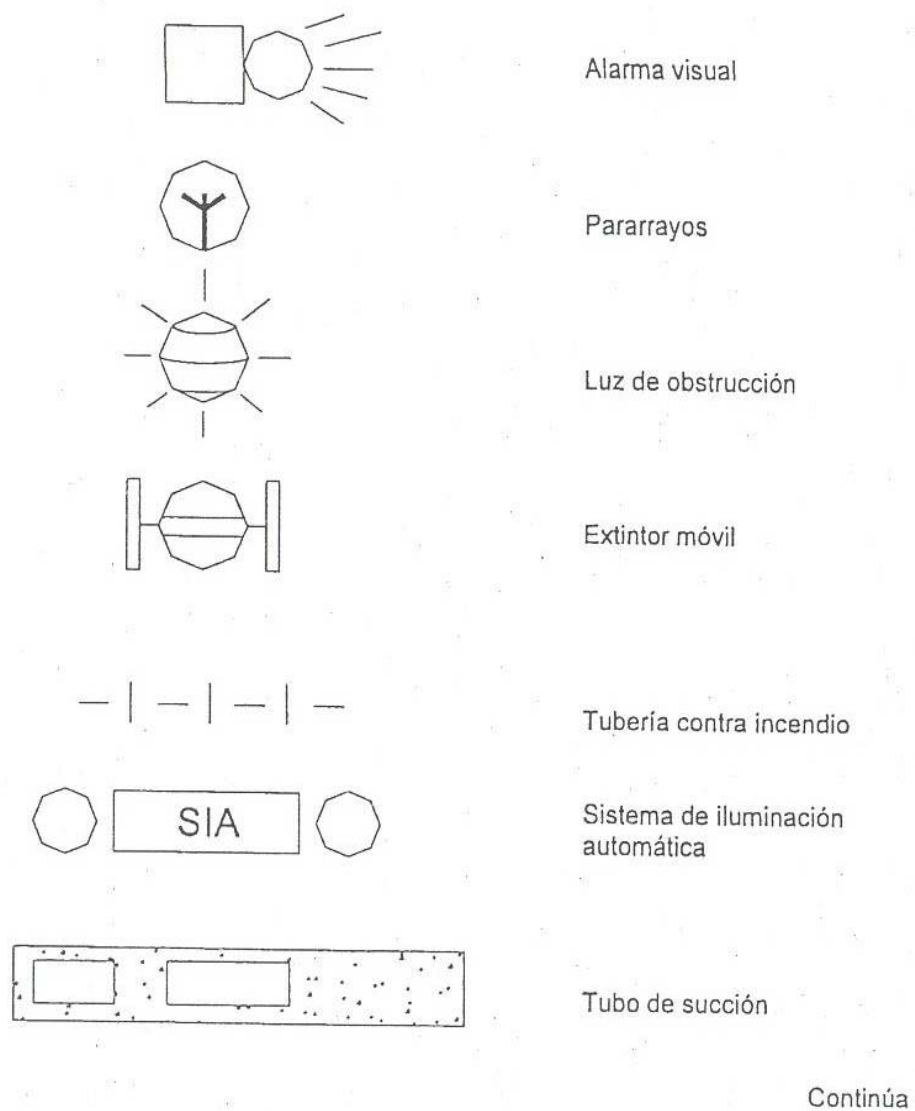 Alarma visual
Pararrayos
Luz de obstrucción
Extintor móvil
Tubería contra incendio
SIA
Sistema de iluminación
automática
Tubo de succión
Continúa